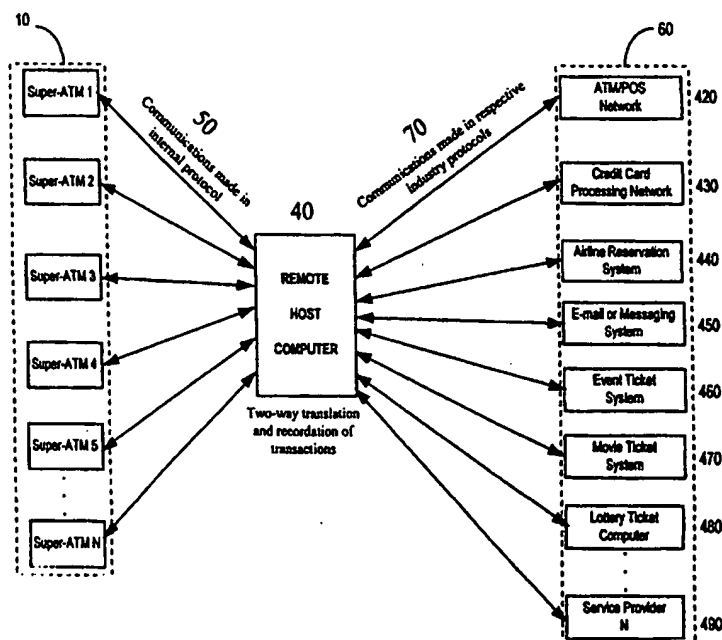 10
Super-ATM 1
Super-ATM 2
Super-ATM 3
Super-ATM 4
Super-ATM 5
Super-ATM N
50
Communications made in
internal protocol
40
REMOTE
HOST
COMPUTER
Two-way translation
and recordation of
transactions
70
Communications made in respective
industry protocols
60
ATM/POS
Network
420
Credit Card
Processing Network
430
Airline Reservation
System
440
E-mail or Messaging
System
450
Event Ticket
System
460
Movie Ticket
System
470
Lottery Ticket
Computer
480
Service Provider
N
490